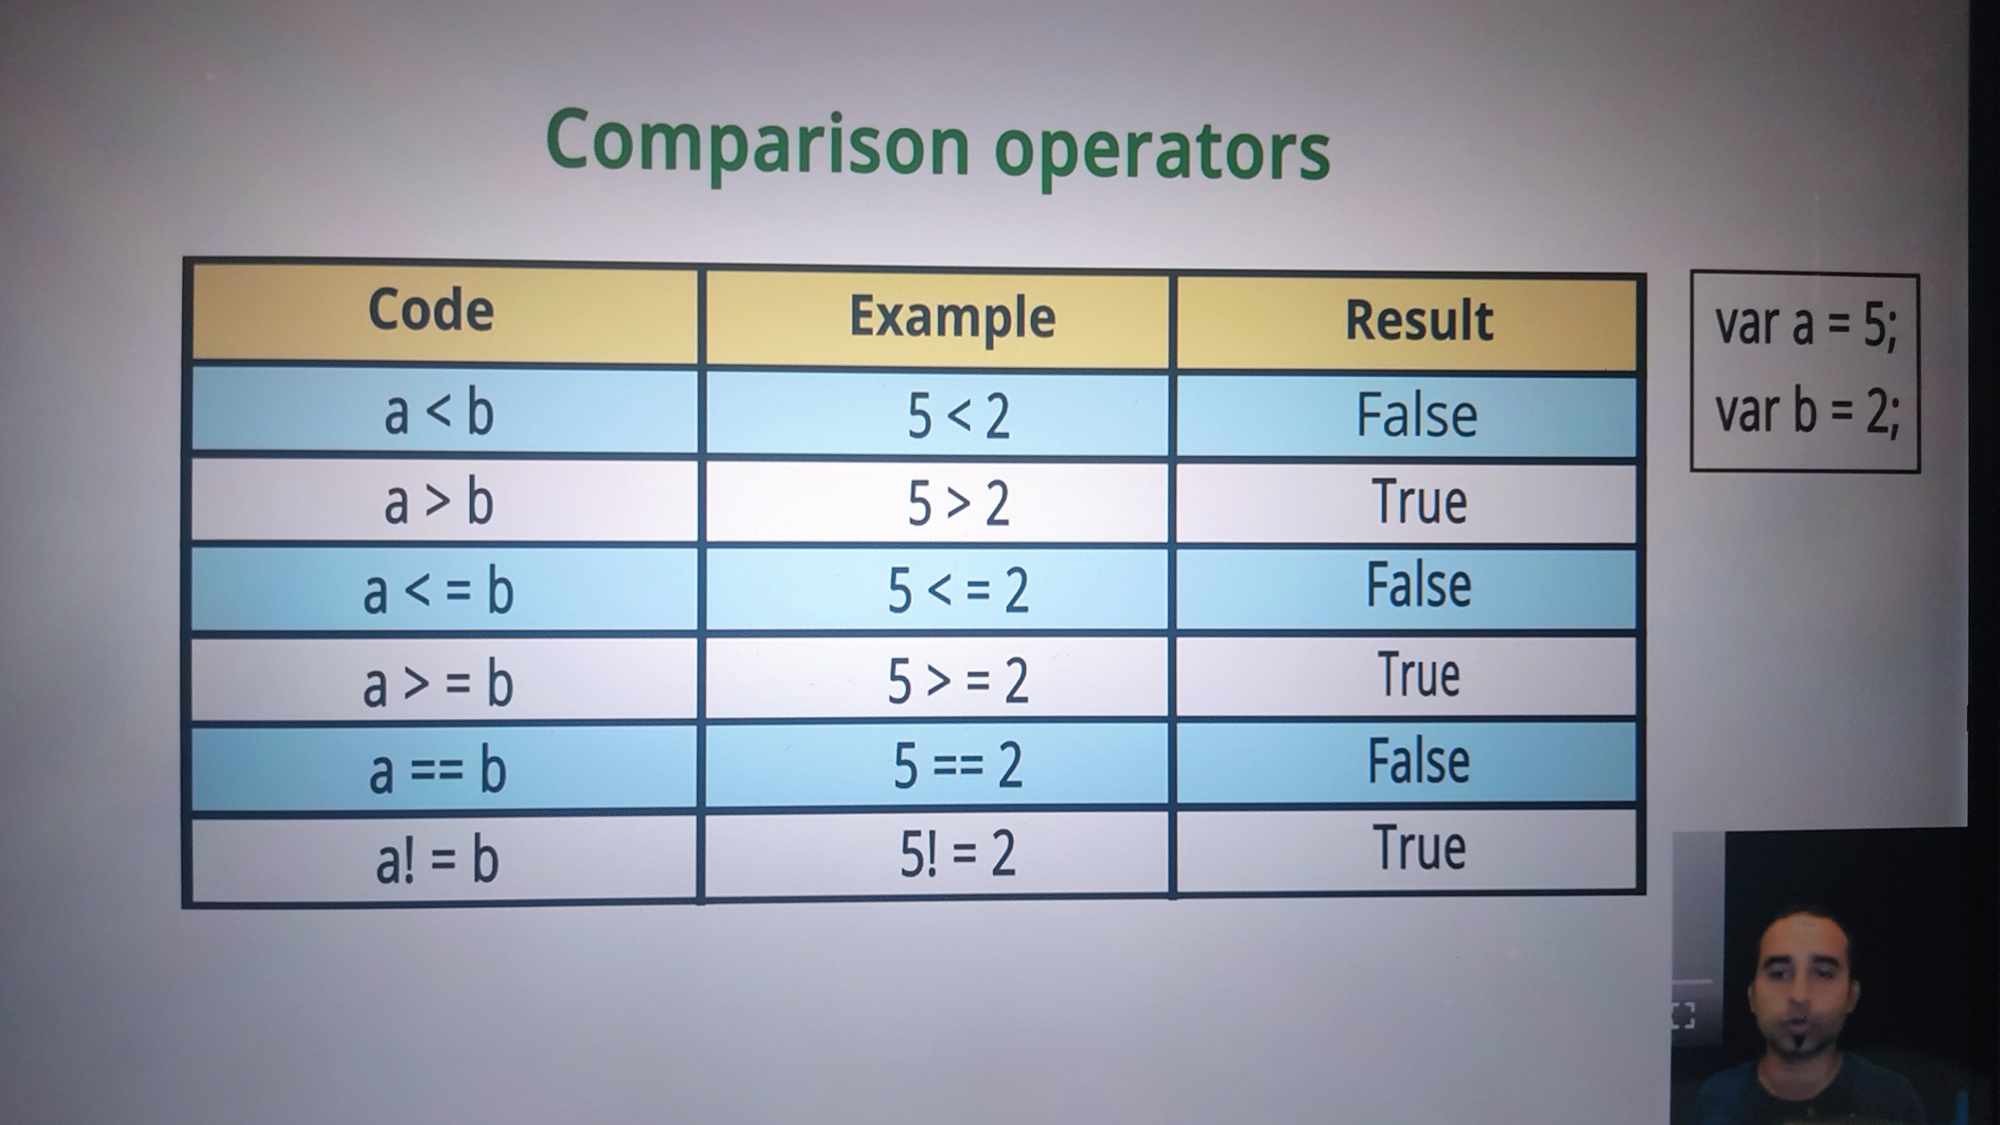 Comparison operators
Code Example Result
a < b 5 < 2 False
a > b 5 > 2 True
a < = b 5 < = 2 False
a > = b 5 > = 2 True
a == b 5 == 2 False
a! = b 5! = 2 True
var a = 5;
var b = 2;